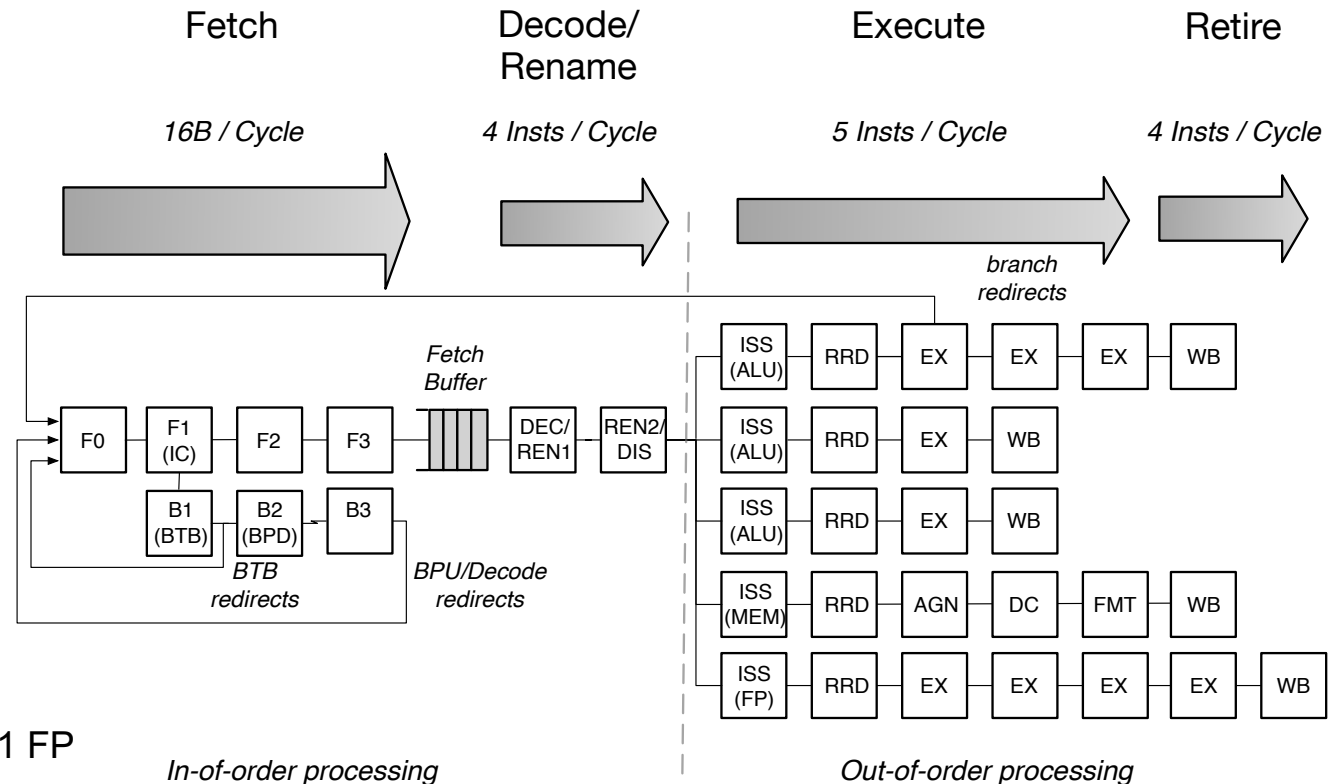 Fetch
Decode/
Rename
Execute
Retire
16B / Cycle
4 Insts / Cycle
5 Insts / Cycle
4 Insts / Cycle
branch
redirects
Fetch
Buffer
F0
F1
(IC)
F2
F3
DEC/
REN1
REN2/
DIS
B1
(BTB)
B2
(BPD)
B3
BTB
redirects
BPU/Decode
redirects
ISS
(ALU)
RRD
EX
EX
EX
WB
ISS
(ALU)
RRD
EX
WB
ISS
(ALU)
RRD
EX
WB
ISS
(MEM)
RRD
AGN
DC
FMT
WB
ISS
(FP)
RRD
EX
EX
EX
EX
WB
1 FP
In-of-order processing
Out-of-order processing